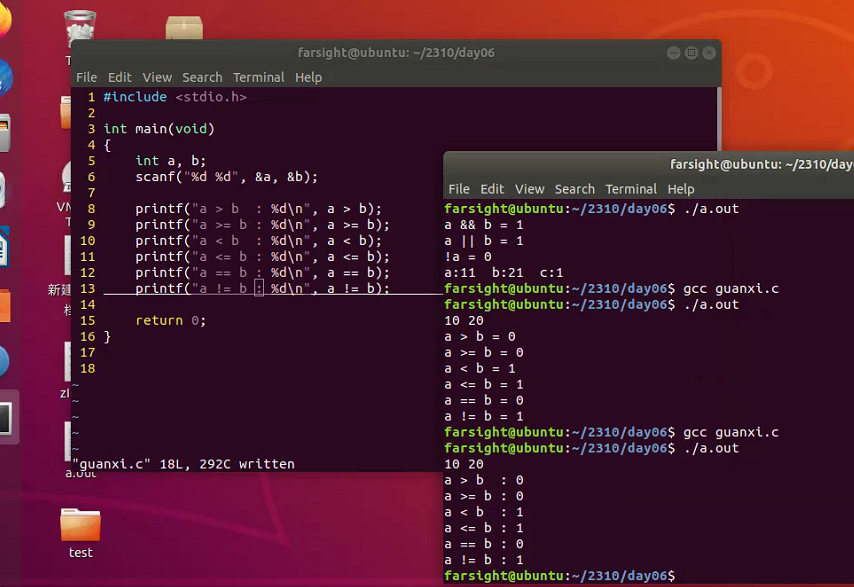 farsight@ubuntu: ~/2310/day06
File Edit View Search Terminal Help
1 #include <stdio.h>
2
3 int main(void)
4 {
5     int a, b;
6     scanf("%d %d", &a, &b);
7
8     printf("a > b  : %d\n", a > b);
9     printf("a >= b : %d\n", a >= b);
10     printf("a < b  : %d\n", a < b);
11     printf("a <= b : %d\n", a <= b);
12     printf("a == b : %d\n", a == b);
13     printf("a != b : %d\n", a != b);
14
15     return 0;
16 }
17
18
~
~
~
~
~
"guanxi.c" 18L, 292C written
farsight@ubuntu: ~/2310/day
File Edit View Search Terminal Help
farsight@ubuntu:~/2310/day06$ ./a.out
a && b = 1
a || b = 1
!a = 0
a:11  b:21  c:1
farsight@ubuntu:~/2310/day06$ gcc guanxi.c
farsight@ubuntu:~/2310/day06$ ./a.out
10 20
a > b = 0
a >= b = 0
a < b = 1
a <= b = 1
a == b = 0
a != b = 1
farsight@ubuntu:~/2310/day06$ gcc guanxi.c
farsight@ubuntu:~/2310/day06$ ./a.out
10 20
a > b  : 0
a >= b : 0
a < b  : 1
a <= b : 1
a == b : 0
a != b : 1
farsight@ubuntu:~/2310/day06$
T
VM
T
新建
a.out
test